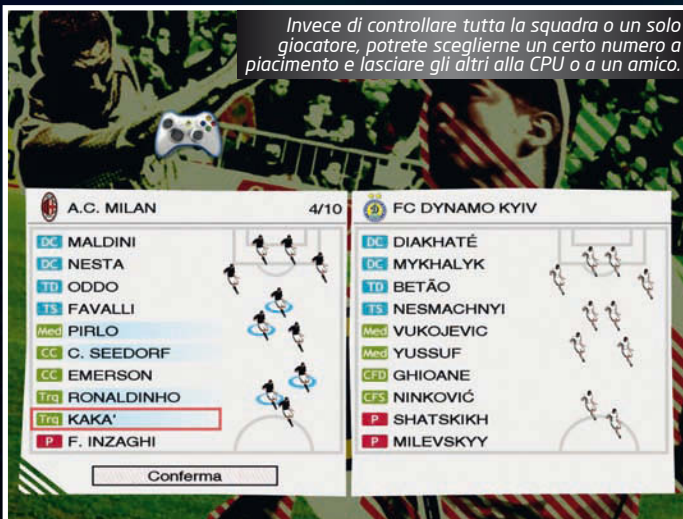 Invece di controllare tutta la squadra o un solo
giocatore, potrete sceglierne un certo numero a
piacimento e lasciare gli altri alla CPU o a un amico.
A.C. MILAN 4/10
DC MALDINI
DC NESTA
TD ODDO
TS FAVALLI
Med PIRLO
CC C. SEEDORF
CC EMERSON
Trq RONALDINHO
Trq KAKA'
P F. INZAGHI
Conferma
FC DYNAMO KYIV
DC DIAKHATÉ
DC MYKHALYK
TD BETÃO
TS NESMACHNYI
Med VUKOJEVIC
Med YUSSUF
CFD GHIOANE
CFS NINKOVIĆ
P SHATSKIKH
P MILEVSKYY